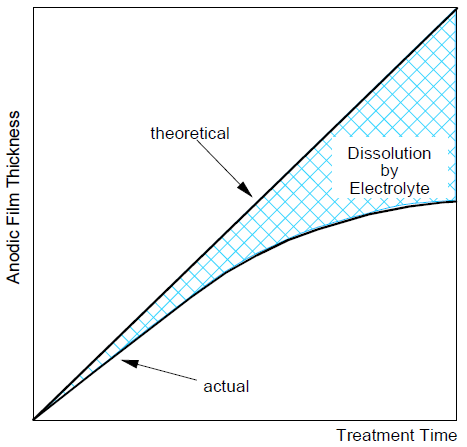 Anodic Film Thickness
theoretical
Dissolution
by
Electrolyte
actual
Treatment Time